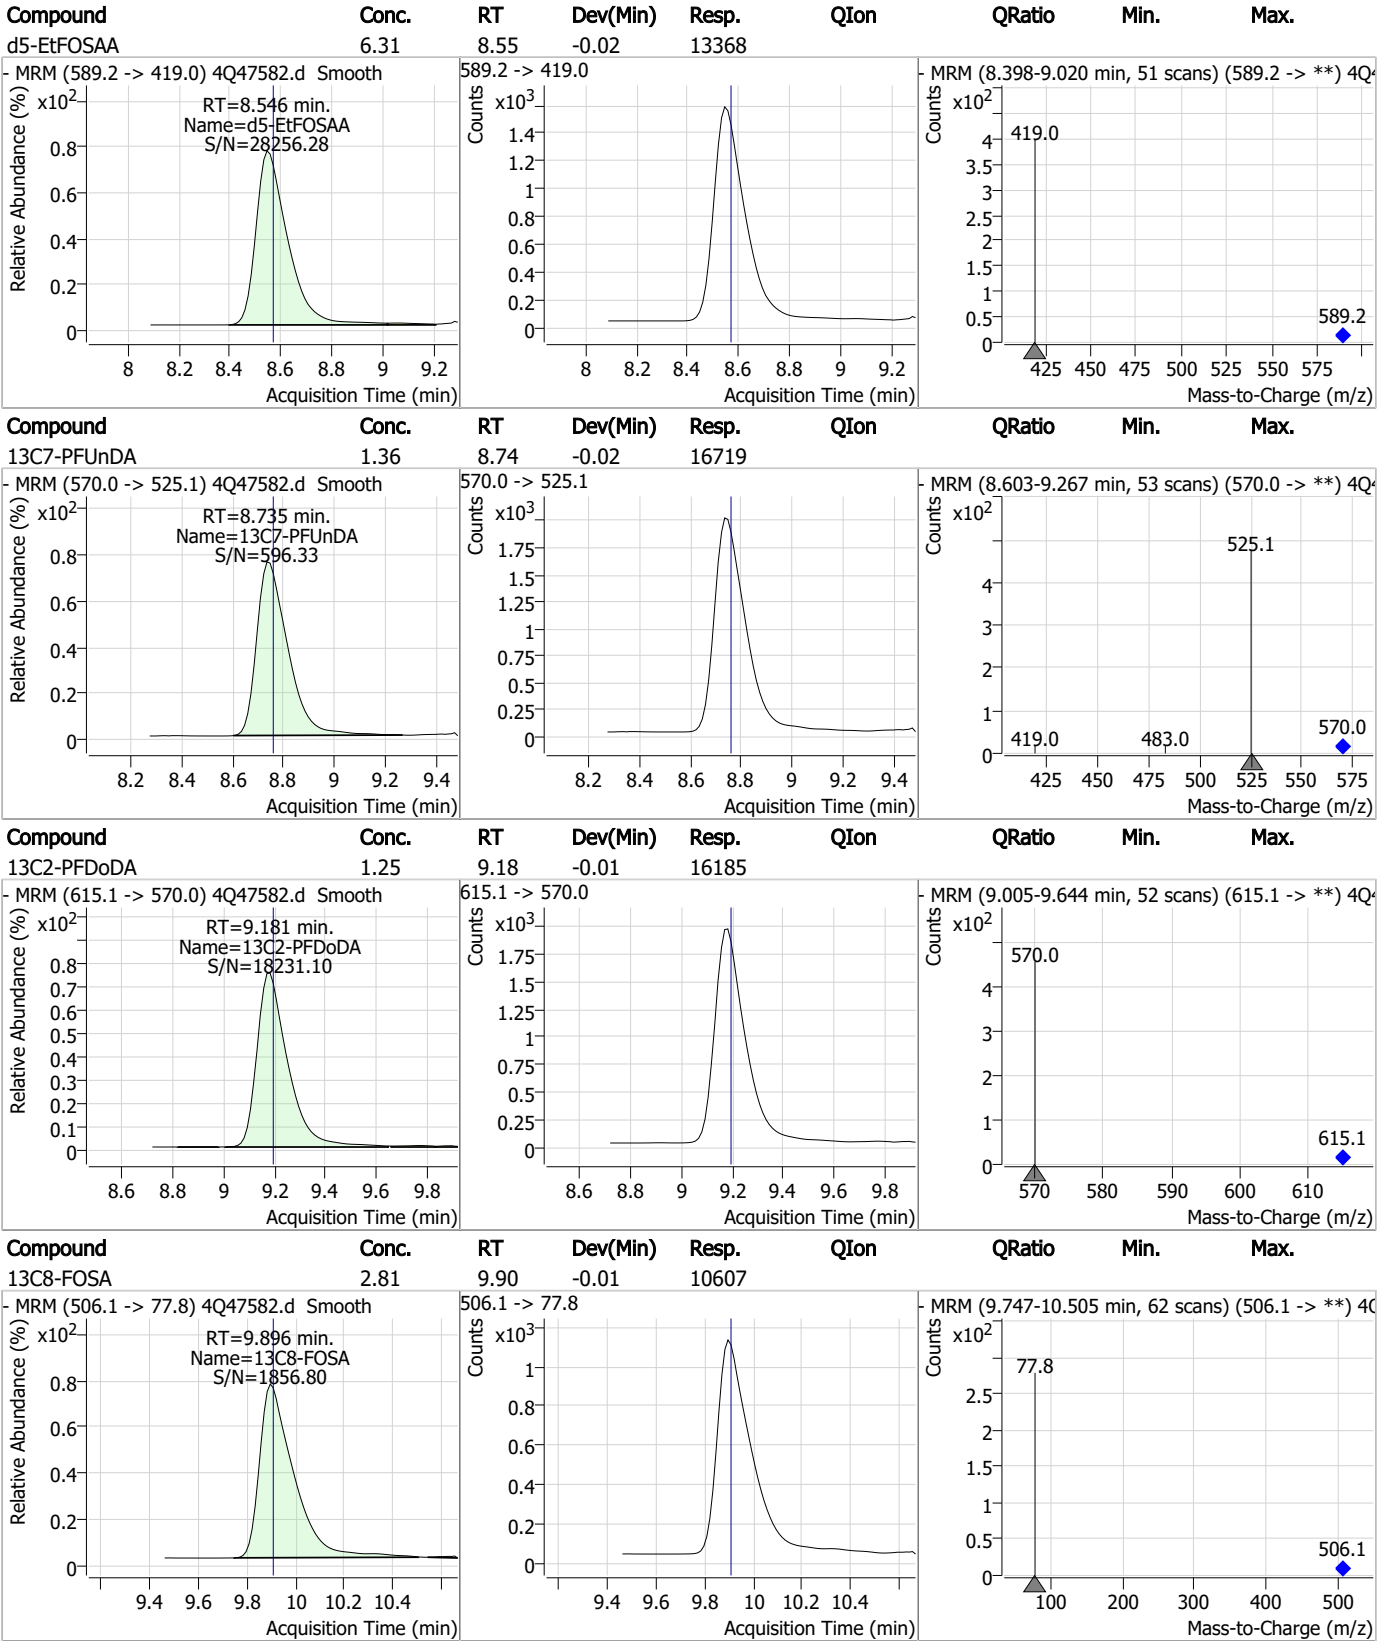 Compound Conc. RT Dev(Min) Resp. QIon QRatio Min. Max.
d5-EtFOSAA 6.31 8.55 -0.02 13368
- MRM (589.2 -> 419.0) 4Q47582.d Smooth
x10²
RT=8.546 min.
Name=d5-EtFOSAA
S/N=28256.28
Relative Abundance (%)
0.8
0.6
0.4
0.2
0
8 8.2 8.4 8.6 8.8 9 9.2
Acquisition Time (min)
589.2 -> 419.0
Counts
x10³
1.4
1.2
1
0.8
0.6
0.4
0.2
0
8 8.2 8.4 8.6 8.8 9 9.2
Acquisition Time (min)
- MRM (8.398-9.020 min, 51 scans) (589.2 -> **) 4Q4
Counts
x10²
419.0
4
3.5
3
2.5
2
1.5
1
0.5
0
589.2
425 450 475 500 525 550 575
Mass-to-Charge (m/z)
Compound Conc. RT Dev(Min) Resp. QIon QRatio Min. Max.
13C7-PFUnDA 1.36 8.74 -0.02 16719
- MRM (570.0 -> 525.1) 4Q47582.d Smooth
x10²
RT=8.735 min.
Name=13C7-PFUnDA
S/N=596.33
Relative Abundance (%)
0.8
0.6
0.4
0.2
0
8.2 8.4 8.6 8.8 9 9.2 9.4
Acquisition Time (min)
570.0 -> 525.1
Counts
x10³
1.75
1.5
1.25
1
0.75
0.5
0.25
0
8.2 8.4 8.6 8.8 9 9.2 9.4
Acquisition Time (min)
- MRM (8.603-9.267 min, 53 scans) (570.0 -> **) 4Q4
Counts
x10²
525.1
4
3
2
1
0
419.0 483.0 570.0
425 450 475 500 525 550 575
Mass-to-Charge (m/z)
Compound Conc. RT Dev(Min) Resp. QIon QRatio Min. Max.
13C2-PFDoDA 1.25 9.18 -0.01 16185
- MRM (615.1 -> 570.0) 4Q47582.d Smooth
x10²
RT=9.181 min.
Name=13C2-PFDoDA
S/N=18231.10
Relative Abundance (%)
0.8
0.7
0.6
0.5
0.4
0.3
0.2
0.1
0
8.6 8.8 9 9.2 9.4 9.6 9.8
Acquisition Time (min)
615.1 -> 570.0
Counts
x10³
1.75
1.5
1.25
1
0.75
0.5
0.25
0
8.6 8.8 9 9.2 9.4 9.6 9.8
Acquisition Time (min)
- MRM (9.005-9.644 min, 52 scans) (615.1 -> **) 4Q4
Counts
x10²
570.0
4
3
2
1
0
615.1
570 580 590 600 610
Mass-to-Charge (m/z)
Compound Conc. RT Dev(Min) Resp. QIon QRatio Min. Max.
13C8-FOSA 2.81 9.90 -0.01 10607
- MRM (506.1 -> 77.8) 4Q47582.d Smooth
x10²
RT=9.896 min.
Name=13C8-FOSA
S/N=1856.80
Relative Abundance (%)
0.8
0.6
0.4
0.2
0
9.4 9.6 9.8 10 10.2 10.4
Acquisition Time (min)
506.1 -> 77.8
Counts
x10³
1
0.8
0.6
0.4
0.2
0
9.4 9.6 9.8 10 10.2 10.4
Acquisition Time (min)
- MRM (9.747-10.505 min, 62 scans) (506.1 -> **) 4Q
Counts
x10²
77.8
2.5
2
1.5
1
0.5
0
506.1
100 200 300 400 500
Mass-to-Charge (m/z)